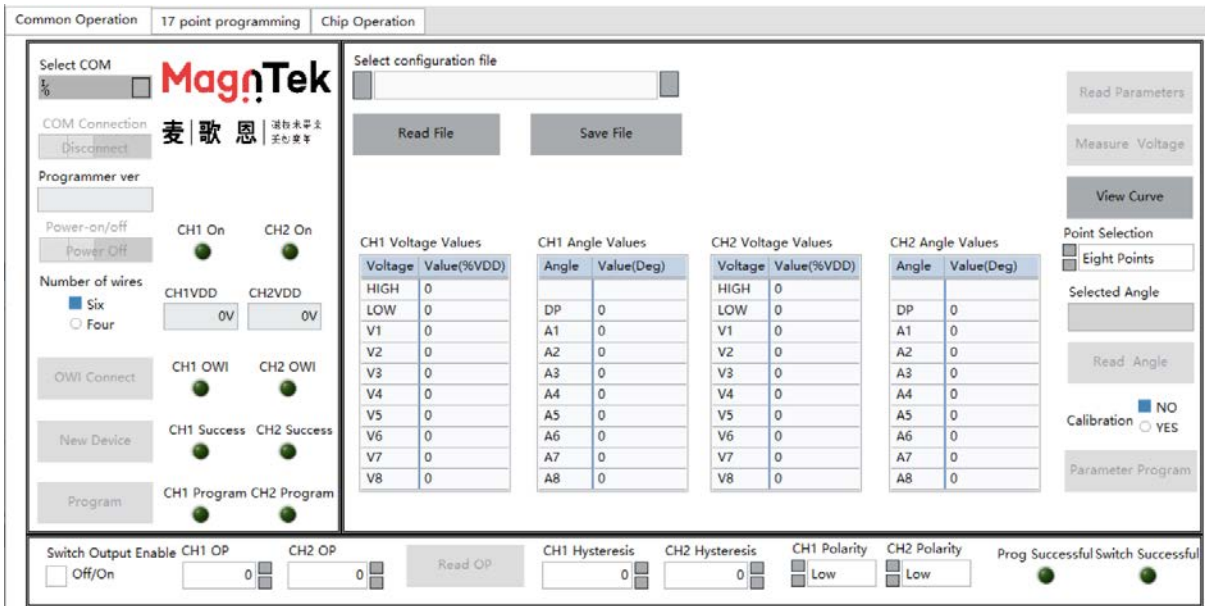 Common Operation 17 point programming Chip Operation
Select COM
MagnTek
麦歌恩
COM Connection
Disconnect
Programmer ver
Power-on/off
Power Off
CH1 On CH2 On
Number of wires
Six
Four
CH1VDD CH2VDD
0V 0V
OWI Connect
CH1 OWI CH2 OWI
New Device
CH1 Success CH2 Success
Program
CH1 Program CH2 Program
Select configuration file
Read File Save File
CH1 Voltage Values
Voltage Value(%VDD)
HIGH 0
LOW 0
V1 0
V2 0
V3 0
V4 0
V5 0
V6 0
V7 0
V8 0
CH1 Angle Values
Angle Value(Deg)
DP 0
A1 0
A2 0
A3 0
A4 0
A5 0
A6 0
A7 0
A8 0
CH2 Voltage Values
Voltage Value(%VDD)
HIGH 0
LOW 0
V1 0
V2 0
V3 0
V4 0
V5 0
V6 0
V7 0
V8 0
CH2 Angle Values
Angle Value(Deg)
DP 0
A1 0
A2 0
A3 0
A4 0
A5 0
A6 0
A7 0
A8 0
Read Parameters
Measure Voltage
View Curve
Point Selection
Eight Points
Selected Angle
Read Angle
Calibration
NO
YES
Parameter Program
Switch Output Enable
Off/On
CH1 OP
0
CH2 OP
0
Read OP
CH1 Hysteresis
0
CH2 Hysteresis
0
CH1 Polarity
Low
CH2 Polarity
Low
Prog Successful Switch Successful